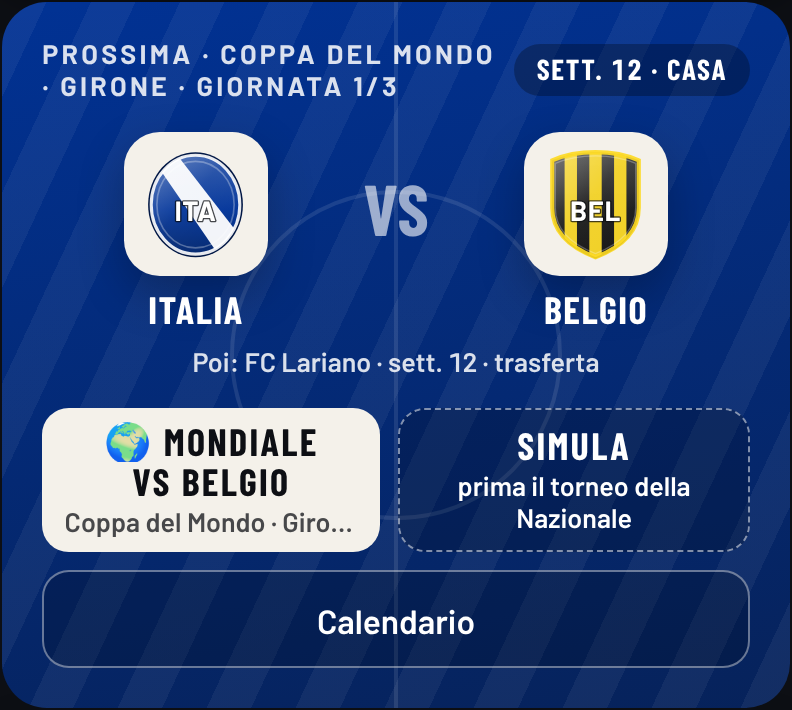 PROSSIMA · COPPA DEL MONDO
· GIRONE · GIORNATA 1/3
SETT. 12 · CASA
ITA
VS
BEL
ITALIA
BELGIO
Poi: FC Lariano · sett. 12 · trasferta
MONDIALE
VS BELGIO
Coppa del Mondo · Giro...
SIMULA
prima il torneo della
Nazionale
Calendario